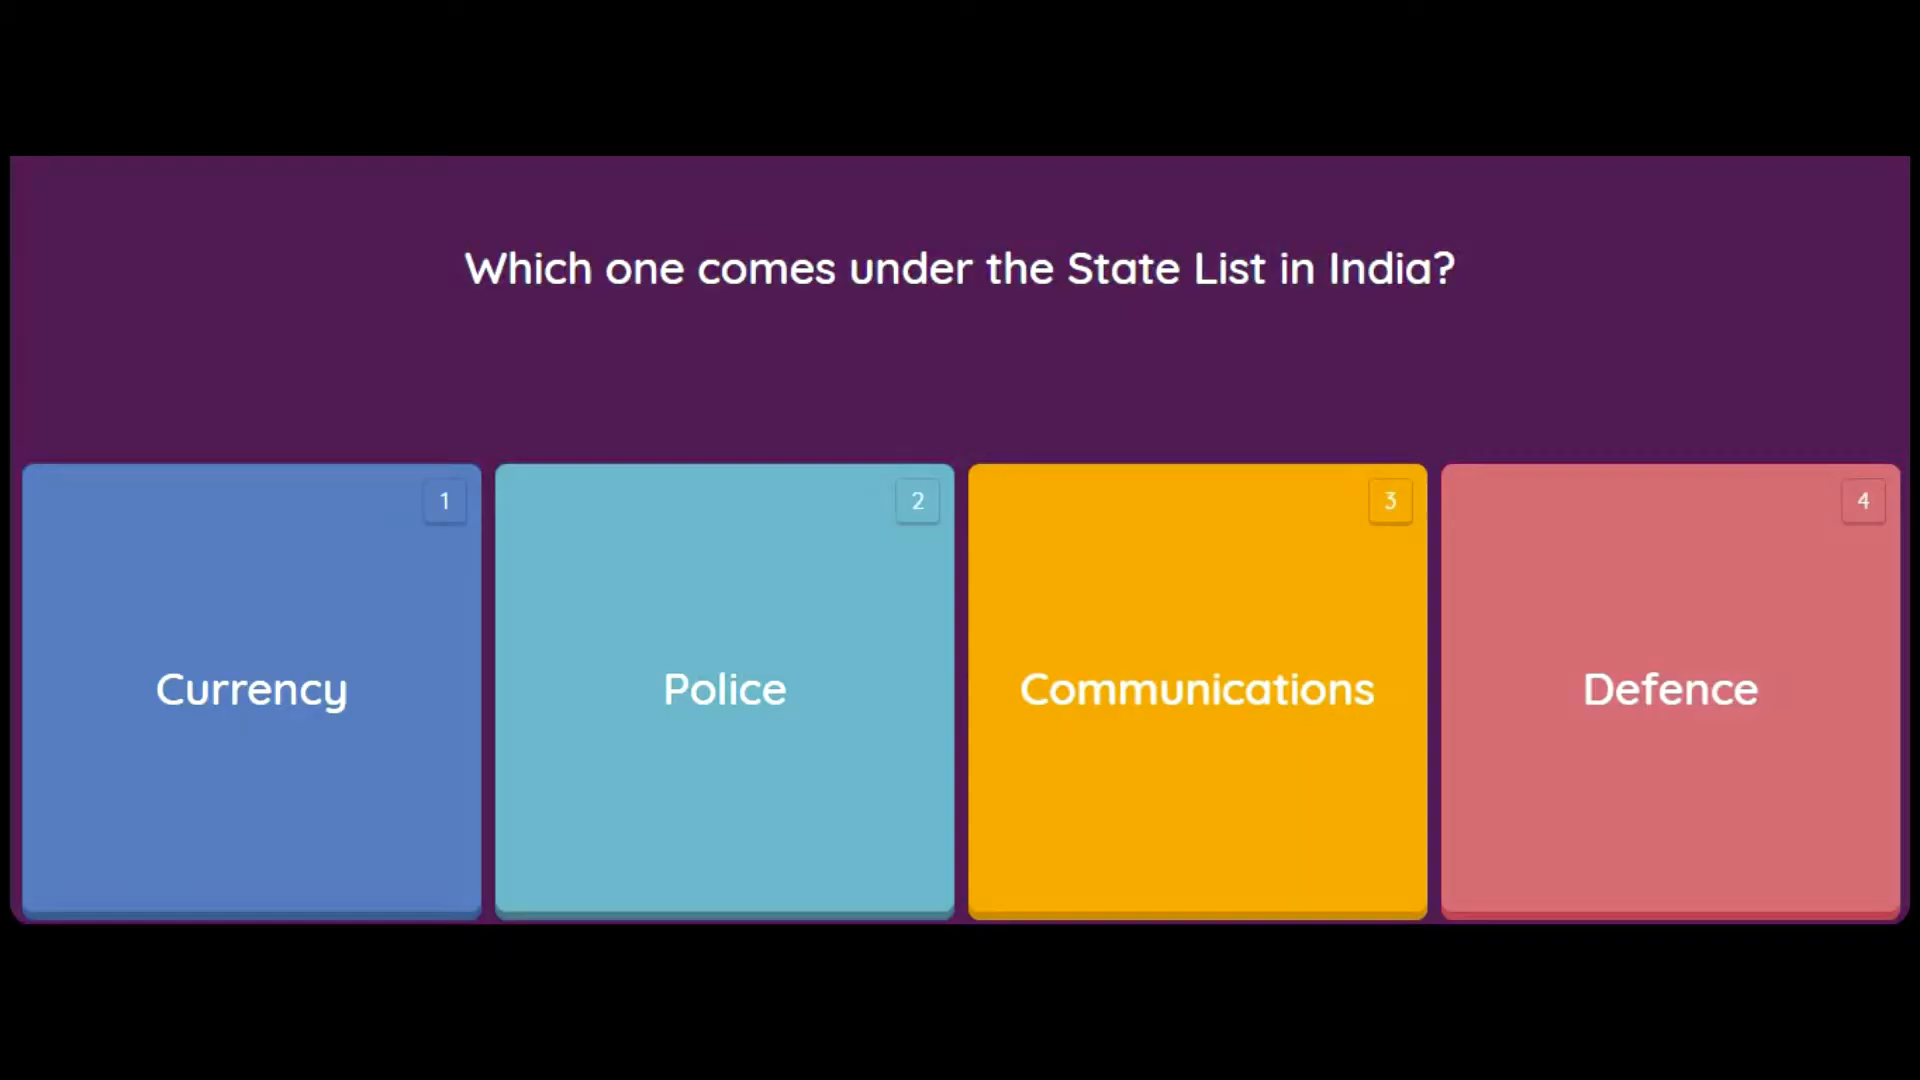 Which one comes under the State List in India?
1
2
3
4
Currency
Police
Communications
Defence